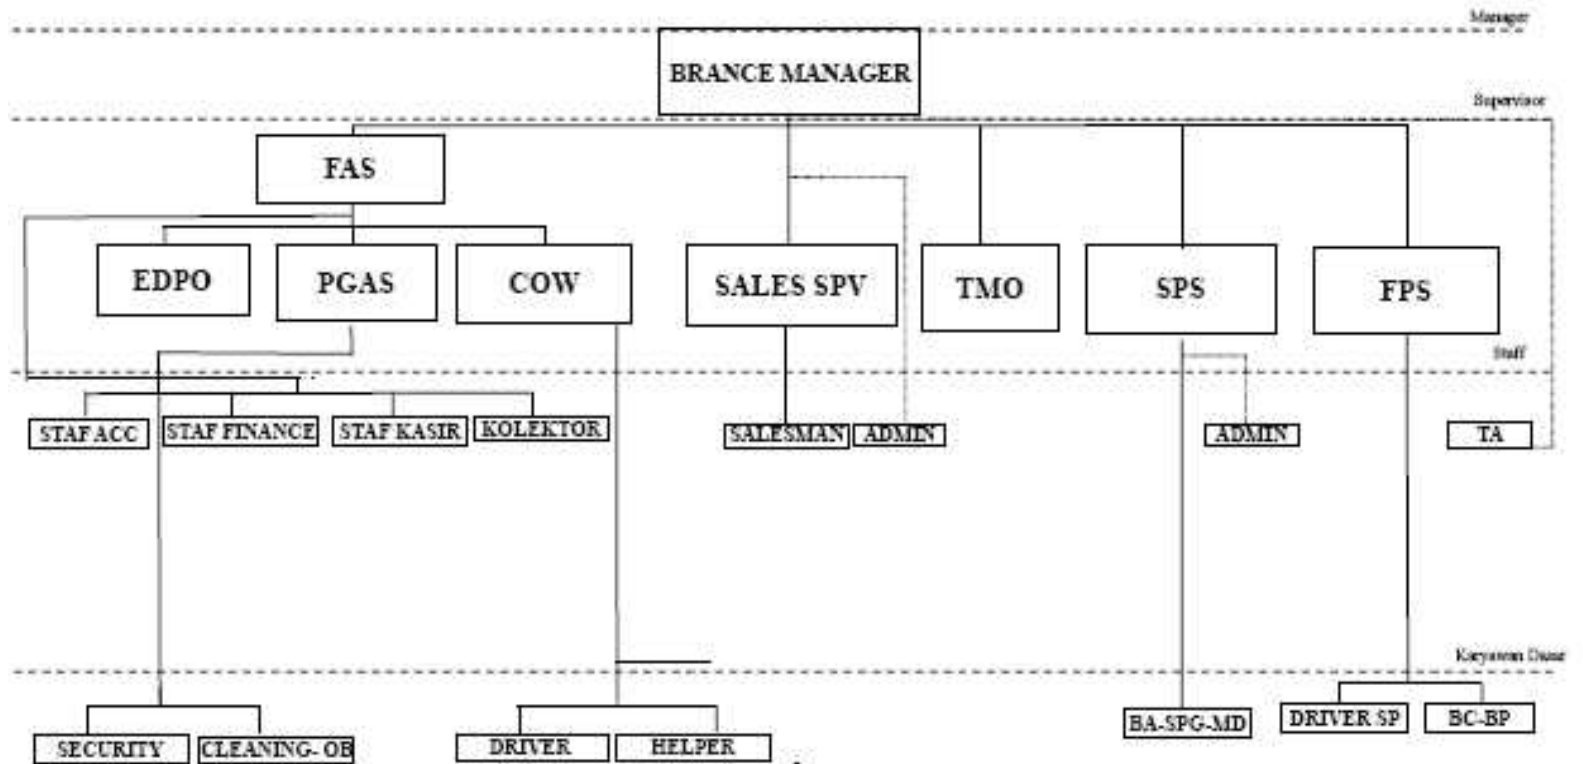 Manager
BRANCE MANAGER
Supervisor
FAS
EDPO
PGAS
COW
SALES SPV
TMO
SPS
FPS
Staff
STAF ACC
STAF FINANCE
STAF KASIR
KOLEKTOR
SALESMAN
ADMIN
ADMIN
TA
Karyawan Dasar
SECURITY
CLEANING- OB
DRIVER
HELPER
BA-SPG-MD
DRIVER SP
BC-BP